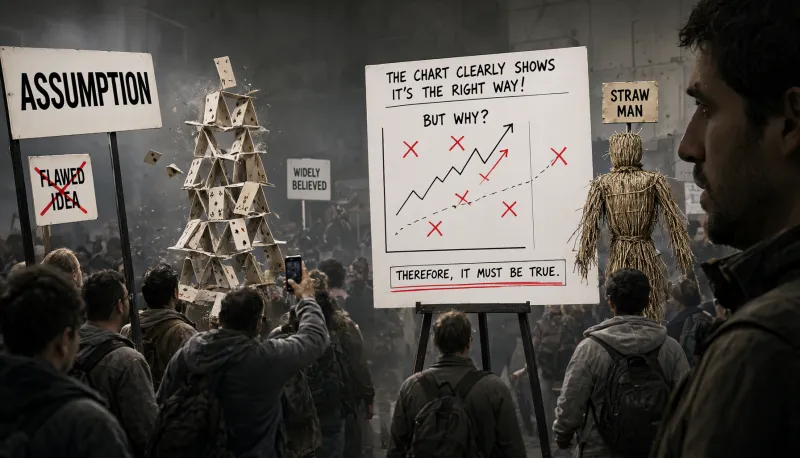 ASSUMPTION
FLAWED
IDEA
WIDELY
BELIEVED
THE CHART CLEARLY SHOWS
IT'S THE RIGHT WAY!
BUT WHY?
THEREFORE, IT MUST BE TRUE.
STRAW
MAN